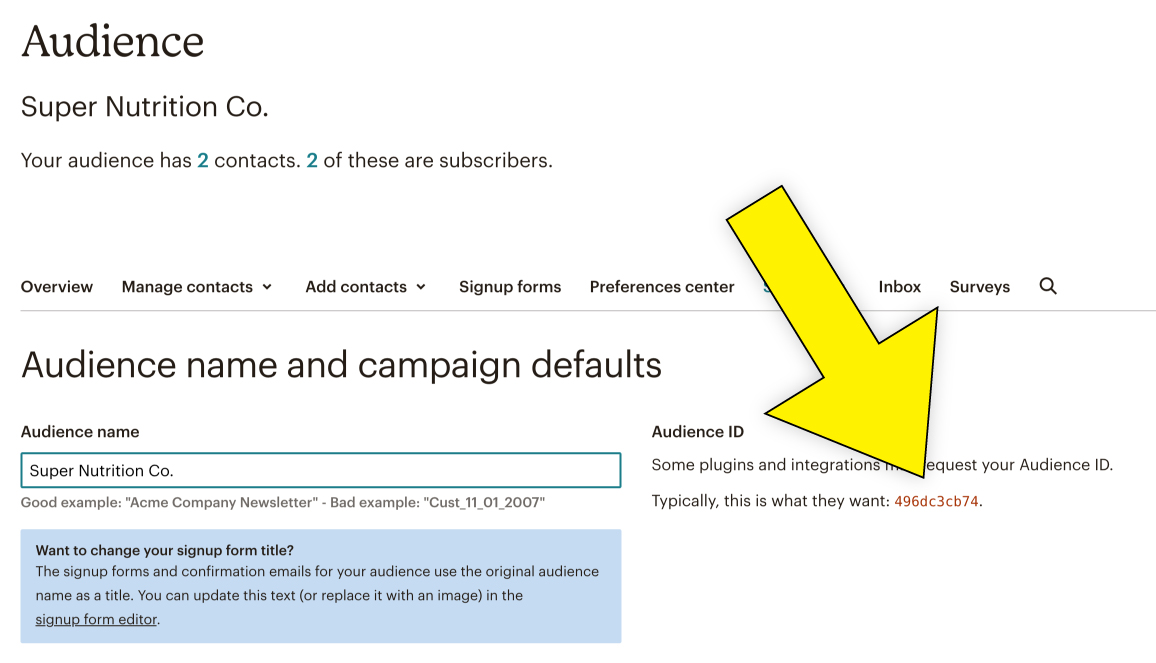 Audience
Super Nutrition Co.
Your audience has 2 contacts. 2 of these are subscribers.
Overview Manage contacts Add contacts Signup forms Preferences center Inbox Surveys
Audience name and campaign defaults
Audience name
Super Nutrition Co.
Good example: "Acme Company Newsletter" - Bad example: "Cust_11_01_2007"
Want to change your signup form title?
The signup forms and confirmation emails for your audience use the original audience
name as a title. You can update this text (or replace it with an image) in the
signup form editor.
Audience ID
Some plugins and integrations request your Audience ID.
Typically, this is what they want: 496dc3cb74.